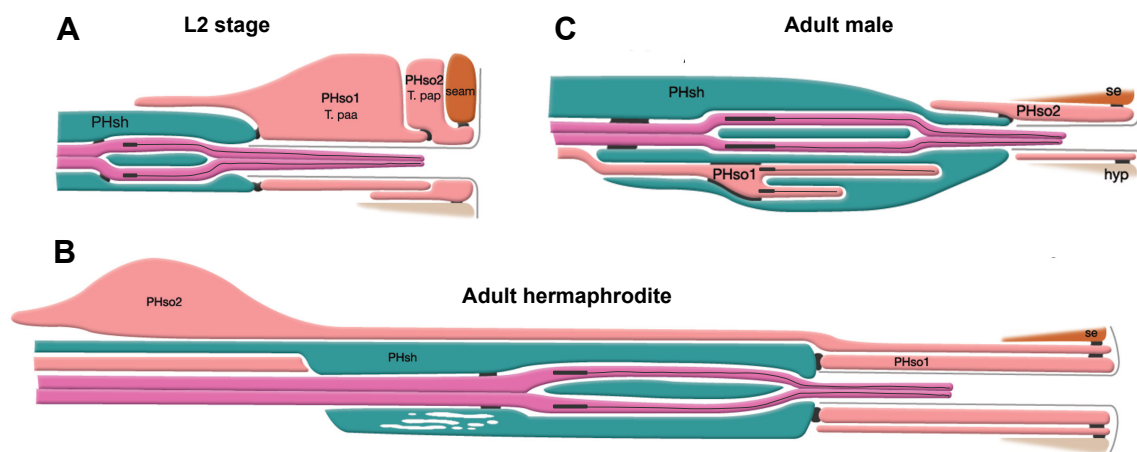 A
L2 stage
PHsh
PHso1
T. paa
PHso2
T. pap
seam
C
Adult male
PHsh
se
PHso2
PHso1
hyp
B
Adult hermaphrodite
PHso2
PHsh
PHso1
se